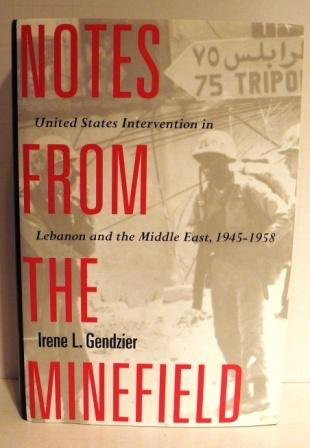 NOTES
طرابلس ٧٥
75 TRIPO
United States Intervention in
FROM
Lebanon and the Middle East, 1945-1958
THE
Irene L. Gendzier
MINEFIELD